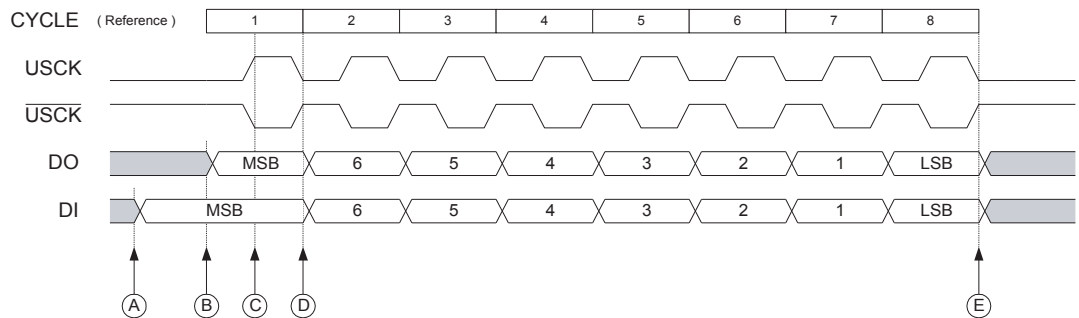 CYCLE ( Reference ) 1 2 3 4 5 6 7 8
USCK
USCK
DO MSB 6 5 4 3 2 1 LSB
DI MSB 6 5 4 3 2 1 LSB
A B C D E